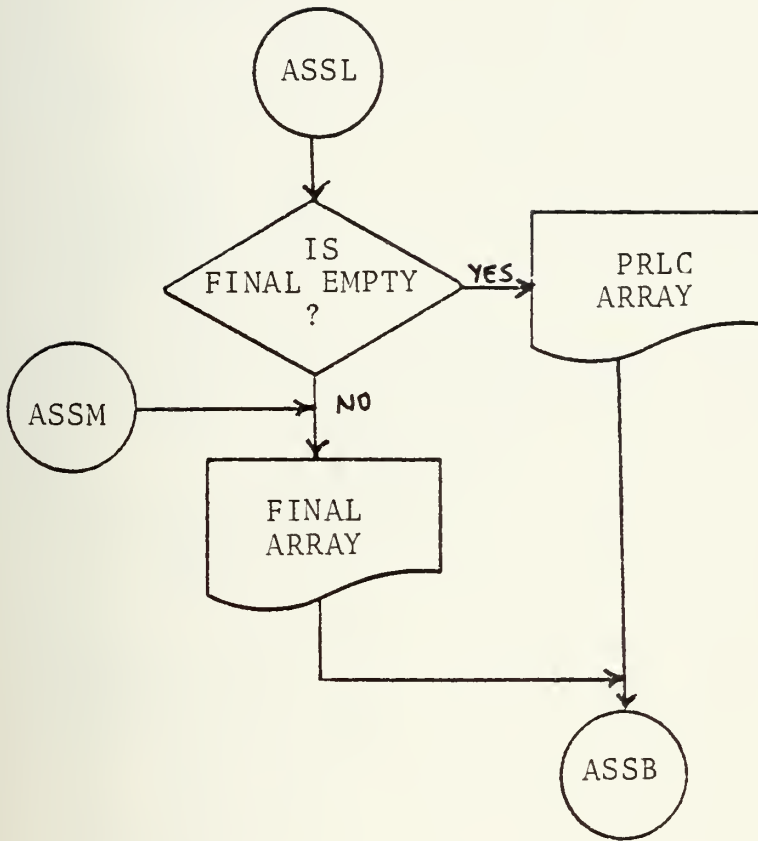 ASSL
IS
FINAL EMPTY
?
YES
PRLC
ARRAY
ASSM
NO
FINAL
ARRAY
ASSB